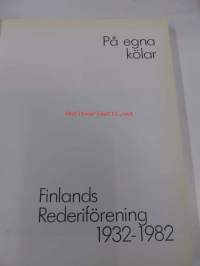 På egna
kölar
Finlands
Rederiförening
1932-1982